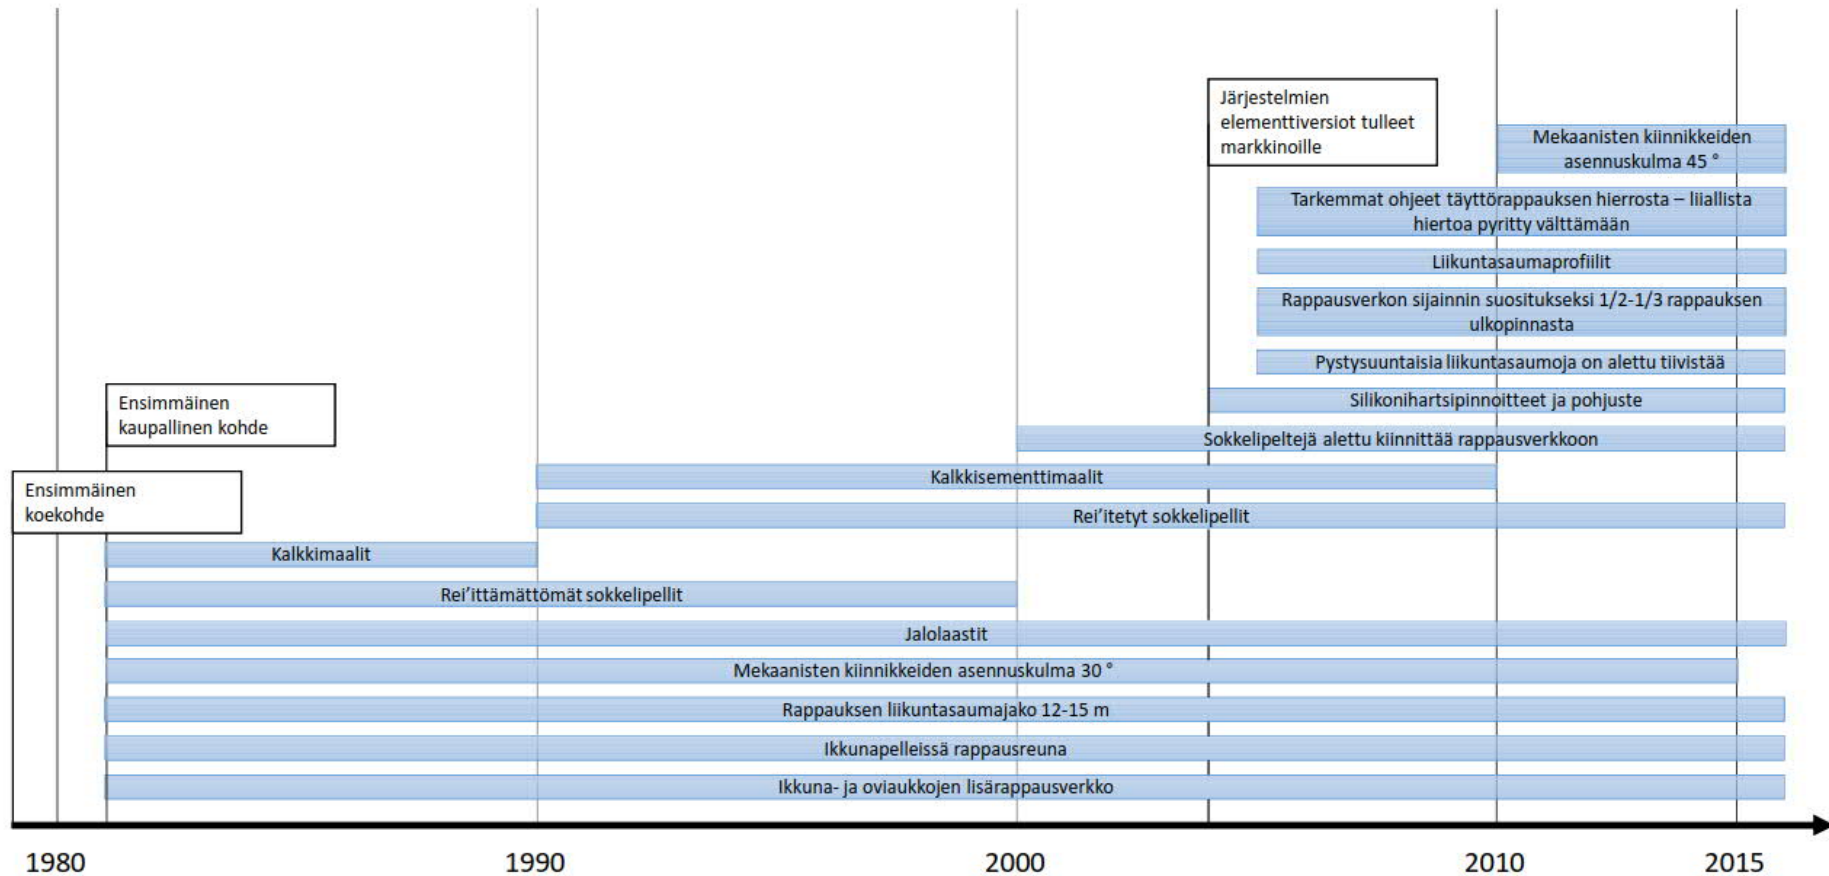 Järjestelmien
elementtiversiot tulleet
markkinoille
Mekaanisten kiinnikkeiden
asennuskulma 45 °
Tarkemmat ohjeet täyttörappauksen hierrosta – liiallista
hiertoa pyritty välttämään
Liikuntasaumaprofiilit
Rappausverkon sijainnin suositukseksi 1/2-1/3 rappauksen
ulkopinnasta
Pystysuuntaisia liikuntasaumoja on alettu tiivistää
Ensimmäinen
kaupallinen kohde
Silikonihartsipinnoitteet ja pohjuste
Sokkelipeltejä alettu kiinnittää rappausverkkoon
Ensimmäinen
koekohde
Kalkkisementtimaalit
Rei’itetyt sokkelipellit
Kalkkimaalit
Rei’ittämättömät sokkelipellit
Jalolaastit
Mekaanisten kiinnikkeiden asennuskulma 30 °
Rappauksen liikuntasaumajako 12-15 m
Ikkunapelleissä rappausreuna
Ikkuna- ja oviaukkojen lisärappausverkko
1980 1990 2000 2010 2015